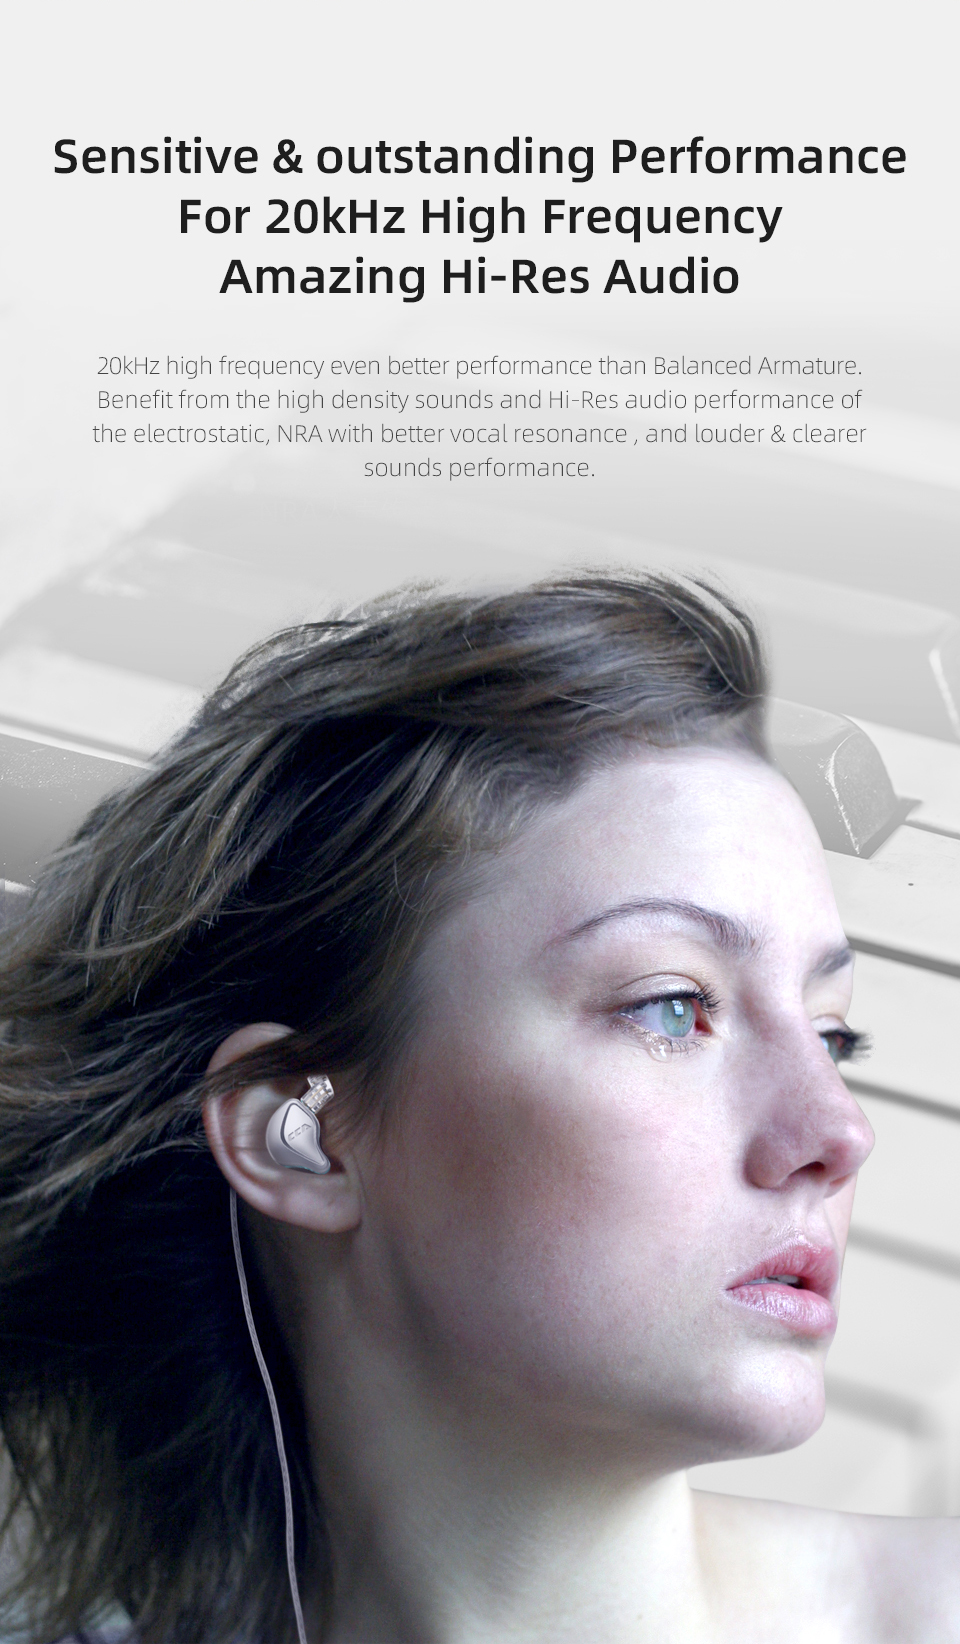 Sensitive & outstanding Performance
For 20kHz High Frequency
Amazing Hi-Res Audio
20kHz high frequency even better performance than Balanced Armature.
Benefit from the high density sounds and Hi-Res audio performance of
the electrostatic, NRA with better vocal resonance , and louder & clearer
sounds performance.
CCA